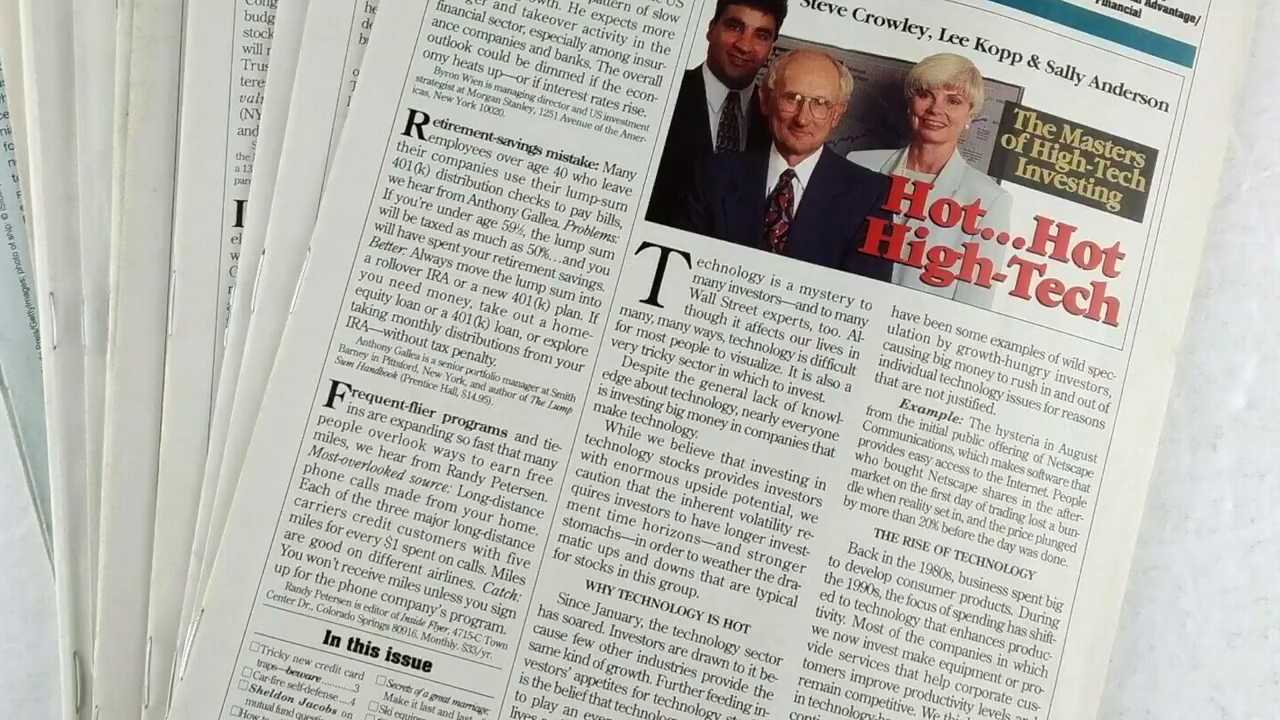 US
pattern of slow
growth. He expects more
and takeover activity in the
financial sector, especially among insur-
ance companies and banks. The overall
outlook could be dimmed if the econ-
omy heats up—or if interest rates rise.
Byron Wien is managing director and US investment
strategist at Morgan Stanley, 1251 Avenue of the Amer-
icas, New York 10020.
Retirement-savings mistake: Many
employees over age 40 who leave
their companies use their lump-sum
401(k) distribution checks to pay bills,
we hear from Anthony Gallea. Problems:
If you're under age 59½, the lump sum
will be taxed as much as 50%...and you
will have spent your retirement savings.
Better: Always move the lump sum into
a rollover IRA or a new 401(k) plan. If
you need money, take out a home-
equity loan or a 401(k) loan, or explore
taking monthly distributions from your
IRA—without tax penalty.
Anthony Gallea is a senior portfolio manager at Smith
Barney in Pittsford, New York, and author of The Lump
Sum Handbook (Prentice Hall, $14.95).
Frequent-flier programs and tie-
ins are expanding so fast that many
people overlook ways to earn free
miles, we hear from Randy Petersen.
Most-overlooked source: Long-distance
phone calls made from your home.
Each of the three major long-distance
carriers credit customers with five
miles for every $1 spent on calls. Miles
are good on different airlines. Catch:
You won't receive miles unless you sign
up for the phone company's program.
Randy Petersen is editor of Inside Flyer, 4715-C Town
Center Dr., Colorado Springs 80916. Monthly. $33/yr.
In this issue
Tricky new credit card
traps—beware...3
Car-fire self-defense...4
Sheldon Jacobs on
mutual fund
How to
Secrets of a great marriage:
Make it last and
Ski
Advantage/
Financial
Steve Crowley, Lee Kopp & Sally Anderson
The Masters
of High-Tech
Investing
Hot...Hot
High-Tech
Technology is a mystery to
many investors—and to many
Wall Street experts, too. Al-
though it affects our lives in
many, many ways, technology is difficult
for most people to visualize. It is also a
very tricky sector in which to invest.
Despite the general lack of knowl-
edge about technology, nearly everyone
is investing big money in companies that
make technology.
While we believe that investing in
technology stocks provides investors
with enormous upside potential, we
caution that the inherent volatility re-
quires investors to have longer invest-
ment time horizons—and stronger
stomachs—in order to weather the dra-
matic ups and downs that are typical
for stocks in this group.
WHY TECHNOLOGY IS HOT
Since January, the technology sector
has soared. Investors are drawn to it be-
cause few other industries provide the
same kind of growth. Further feeding in-
vestors' appetites for technology
is the belief that technology
to play an
lives
have been some examples of wild spec-
ulation by growth-hungry investors,
causing big money to rush in and out of
individual technology issues for reasons
that are not justified.
Example: The hysteria in August
from the initial public offering of Netscape
Communications, which makes software that
provides easy access to the Internet. People
who bought Netscape shares in the after-
market on the first day of trading lost a bun-
dle when reality set in, and the price plunged
by more than 20% before the day was done.
THE RISE OF TECHNOLOGY
Back in the 1980s, business spent big
to develop consumer products. During
the 1990s, the focus of spending has shift-
ed to technology that enhances produc-
tivity. Most of the companies in which
we now invest make equipment or pro-
vide services that help corporate cus-
tomers improve productivity levels and
remain competitive. We
in technology